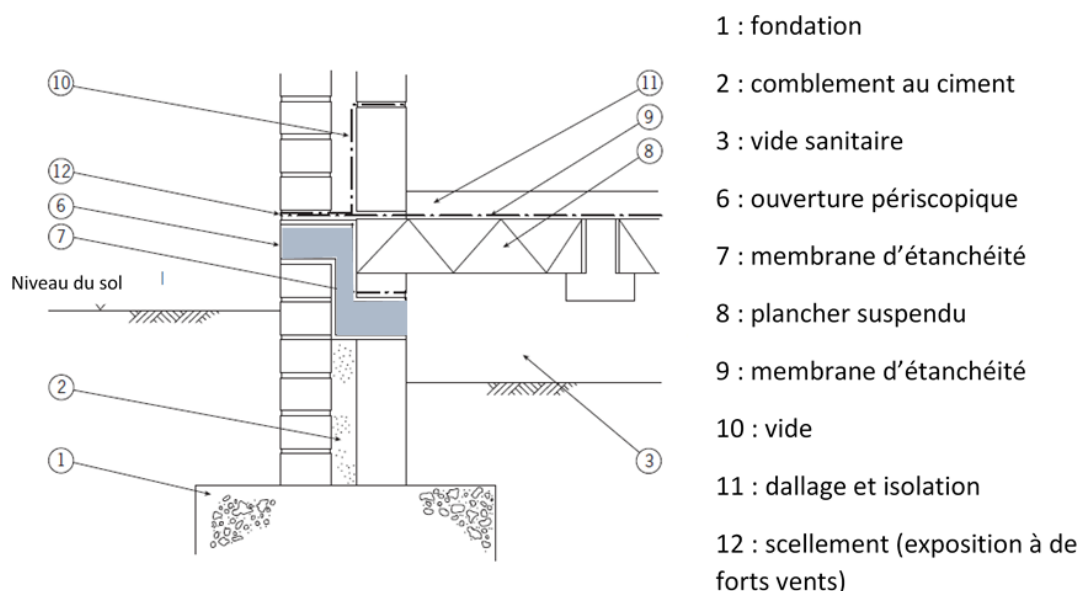 10
12
6
7
Niveau du sol
2
1
11
9
8
3
1 : fondation
2 : comblement au ciment
3 : vide sanitaire
6 : ouverture périscopique
7 : membrane d’étanchéité
8 : plancher suspendu
9 : membrane d’étanchéité
10 : vide
11 : dallage et isolation
12 : scellement (exposition à de
forts vents)